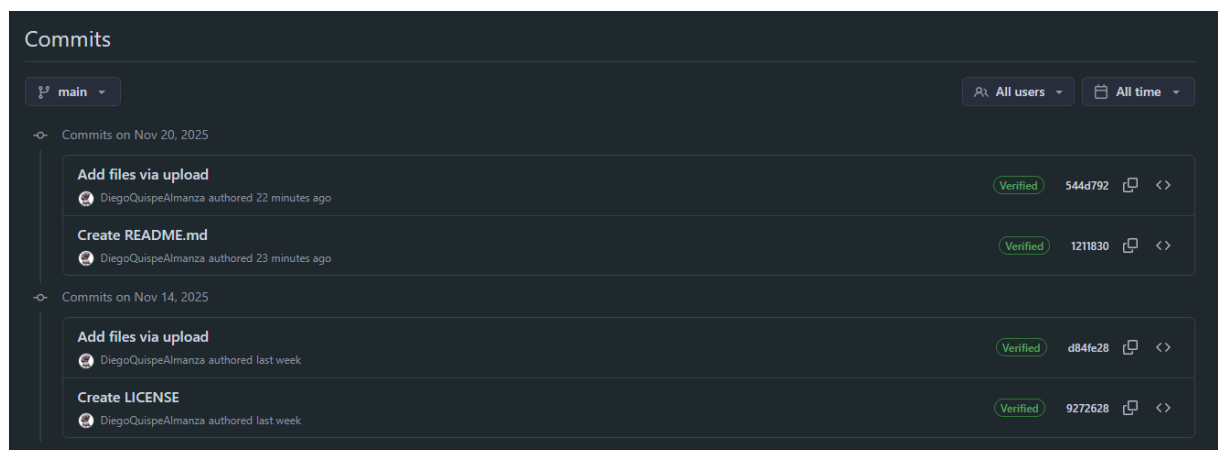 Commits
main
All users
All time
Commits on Nov 20, 2025
Add files via upload
DiegoQuispeAlmanza authored 22 minutes ago
Verified
544d792
Create README.md
DiegoQuispeAlmanza authored 23 minutes ago
Verified
1211830
Commits on Nov 14, 2025
Add files via upload
DiegoQuispeAlmanza authored last week
Verified
d84fe28
Create LICENSE
DiegoQuispeAlmanza authored last week
Verified
9272628